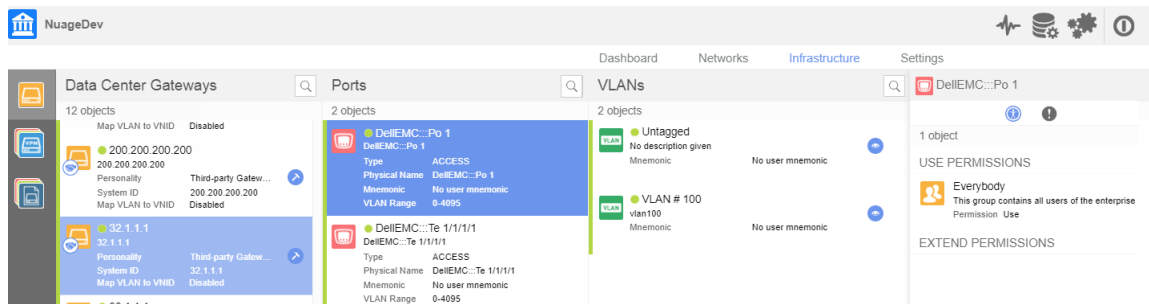 NuageDev
Dashboard Networks Infrastructure Settings
Data Center Gateways
12 objects
Map VLAN to VNID Disabled
200.200.200.200
200.200.200.200
Personality Third-party Gatew...
System ID 200.200.200.200
Map VLAN to VNID Disabled
32.1.1.1
32.1.1.1
Personality Third-party Gatew...
System ID 32.1.1.1
Map VLAN to VNID Disabled
Ports
2 objects
DellEMC:::Po 1
DellEMC:::Po 1
Type ACCESS
Physical Name DellEMC:::Po 1
Mnemonic No user mnemonic
VLAN Range 0-4095
DellEMC:::Te 1/1/1/1
DellEMC:::Te 1/1/1/1
Type ACCESS
Physical Name DellEMC:::Te 1/1/1/1
Mnemonic No user mnemonic
VLAN Range 0-4095
VLANs
2 objects
VLAN
Untagged
No description given
Mnemonic No user mnemonic
VLAN
VLAN # 100
vlan100
Mnemonic No user mnemonic
DellEMC:::Po 1
1 object
USE PERMISSIONS
Everybody
This group contains all users of the enterprise
Permission Use
EXTEND PERMISSIONS
VPN